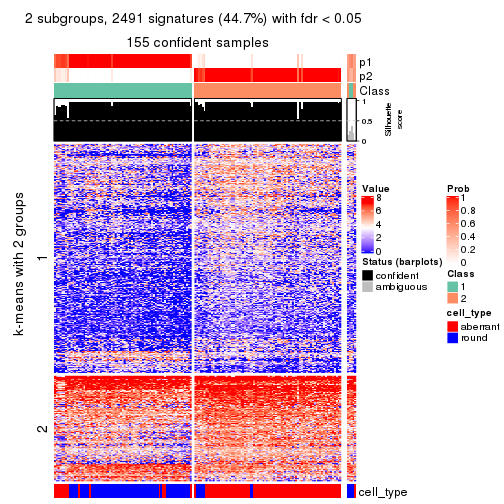 2 subgroups, 2491 signatures (44.7%) with fdr < 0.05
155 confident samples
p1
p2
Class
1
0.5
0
Silhouette
score
k-means with 2 groups
1
2
Value
8
6
4
2
0
Status (barplots)
confident
ambiguous
Prob
1
0.8
0.6
0.4
0.2
0
Class
1
2
cell_type
aberrant
round
cell_type